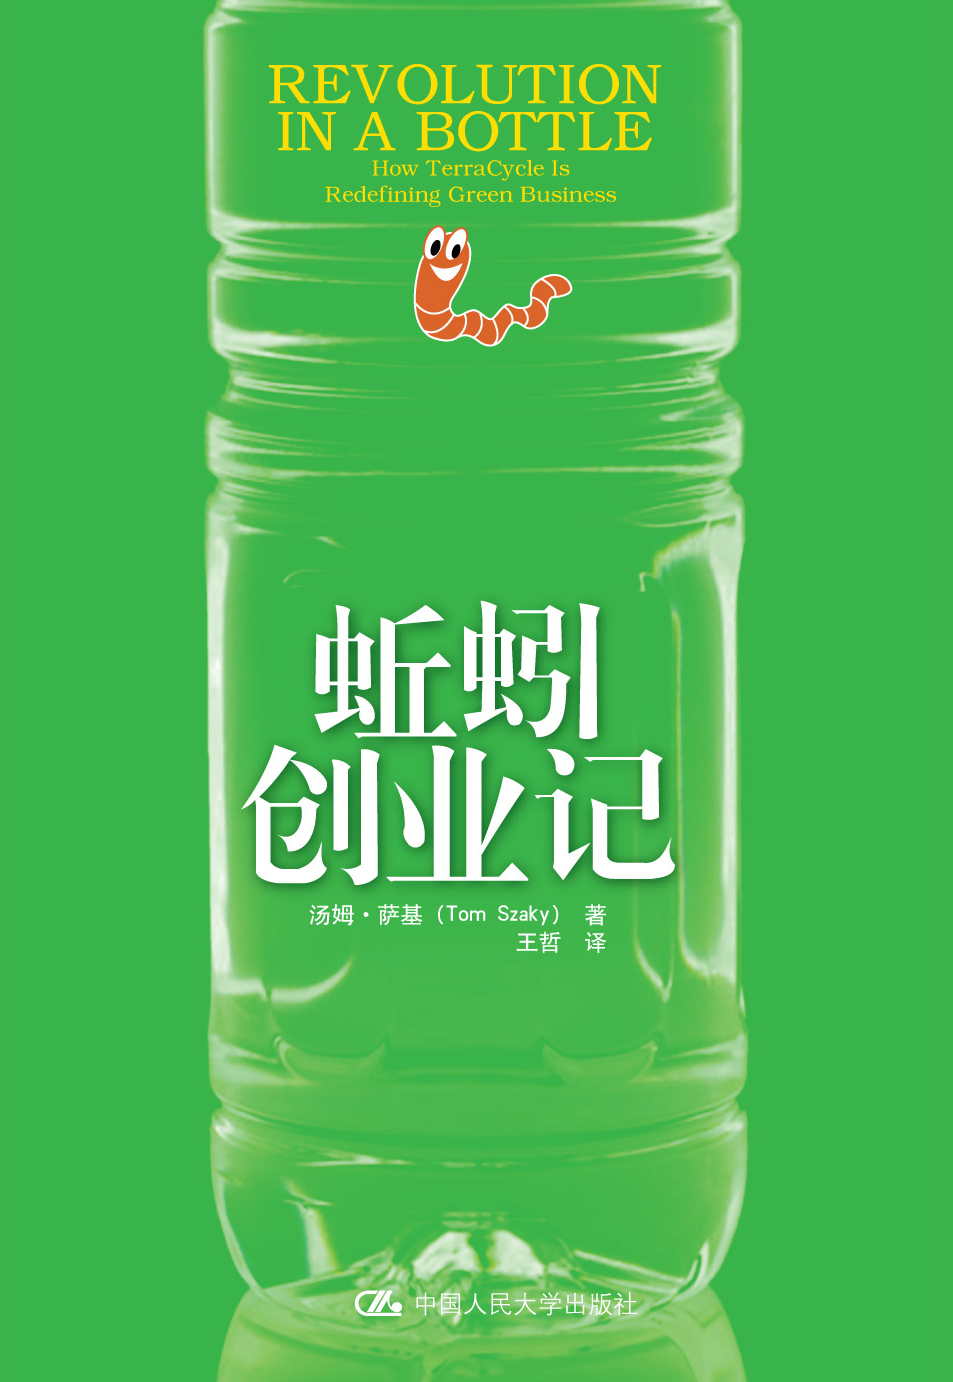 REVOLUTION
IN A BOTTLE
How TerraCycle Is
Redefining Green Business
蚯蚓
创业记
汤姆·萨基（Tom Szaky） 著
王哲 译
中国人民大学出版社